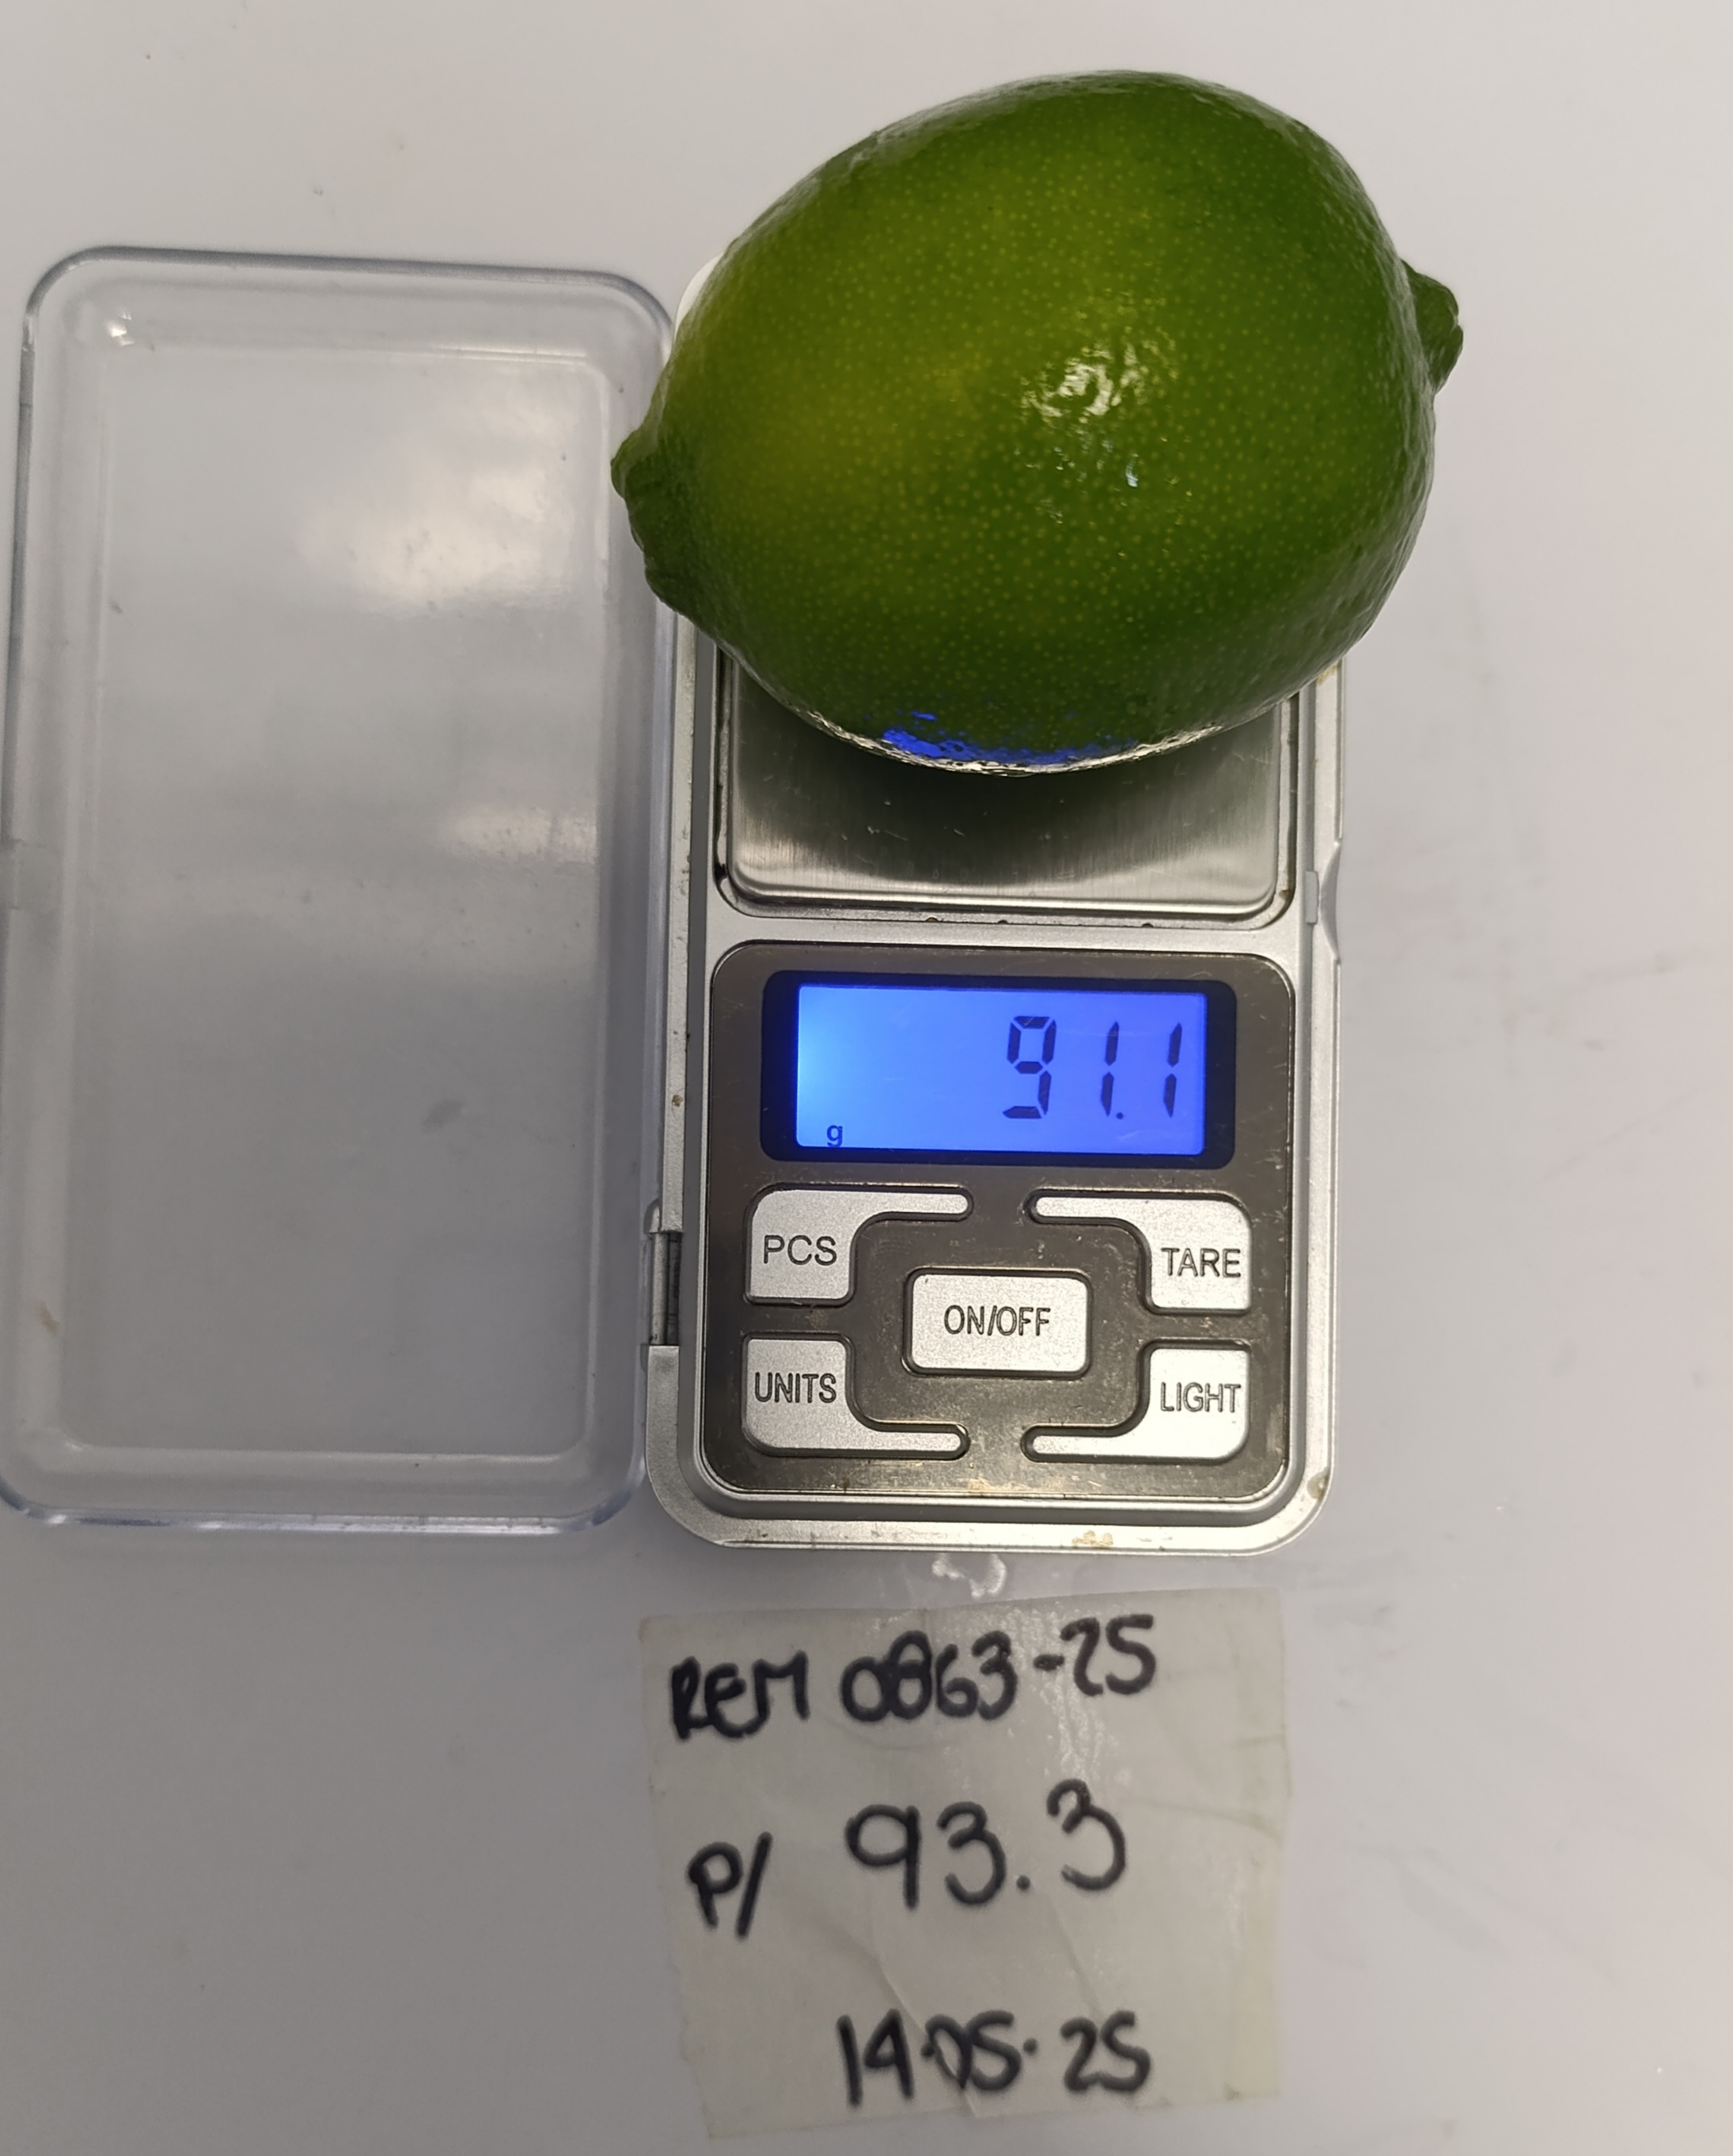 91.1
g
PCS
TARE
ON/OFF
UNITS
LIGHT
REM 0863-25
P/ 93.3
14.05.25